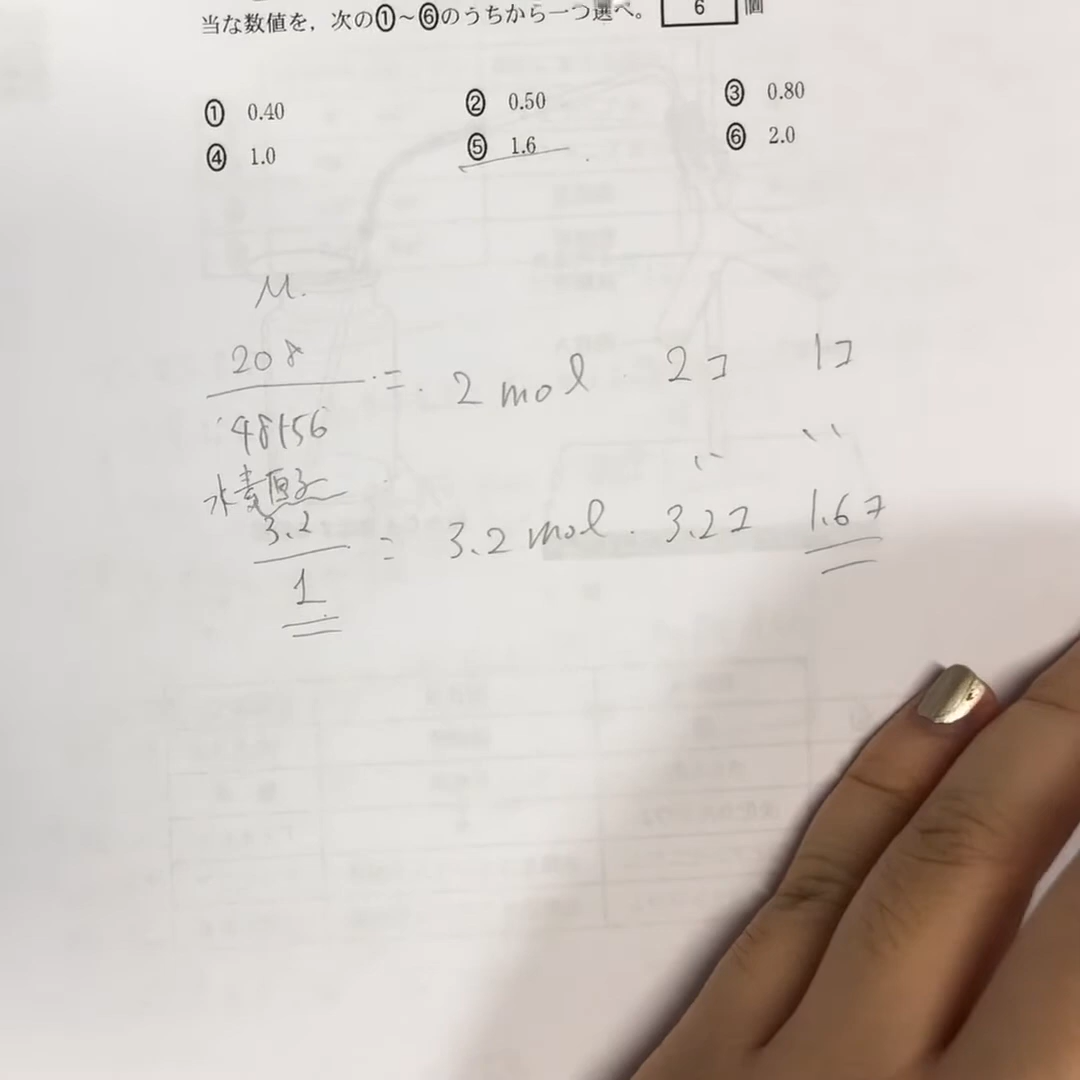 当な数値を，次の①～⑥のうちから一つ選べ。 6 個
① 0.40 ② 0.50 ③ 0.80
④ 1.0 ⑤ 1.6 ⑥ 2.0
M.
208
48+56
= 2 mol 2コ 1コ
水素原子
3.2
1
= 3.2 mol 3.2コ 1.6コ